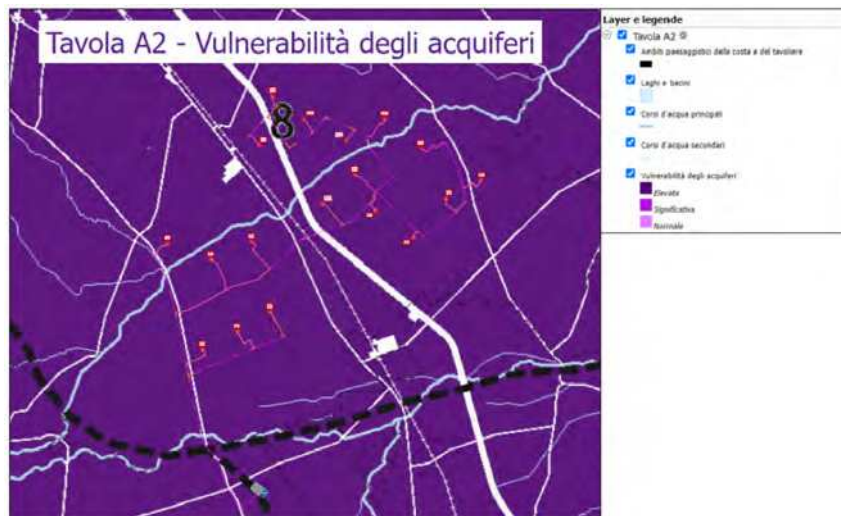 Tavola A2 - Vulnerabilità degli acquiferi
8
Layer e legende
Tavola A2
Ambiti paesaggistici della costa e del tavoliere
Laghi e bacini
Corsi d'acqua principali
Corsi d'acqua secondari
Vulnerabilità degli acquiferi
Elevata
Significativa
Normale